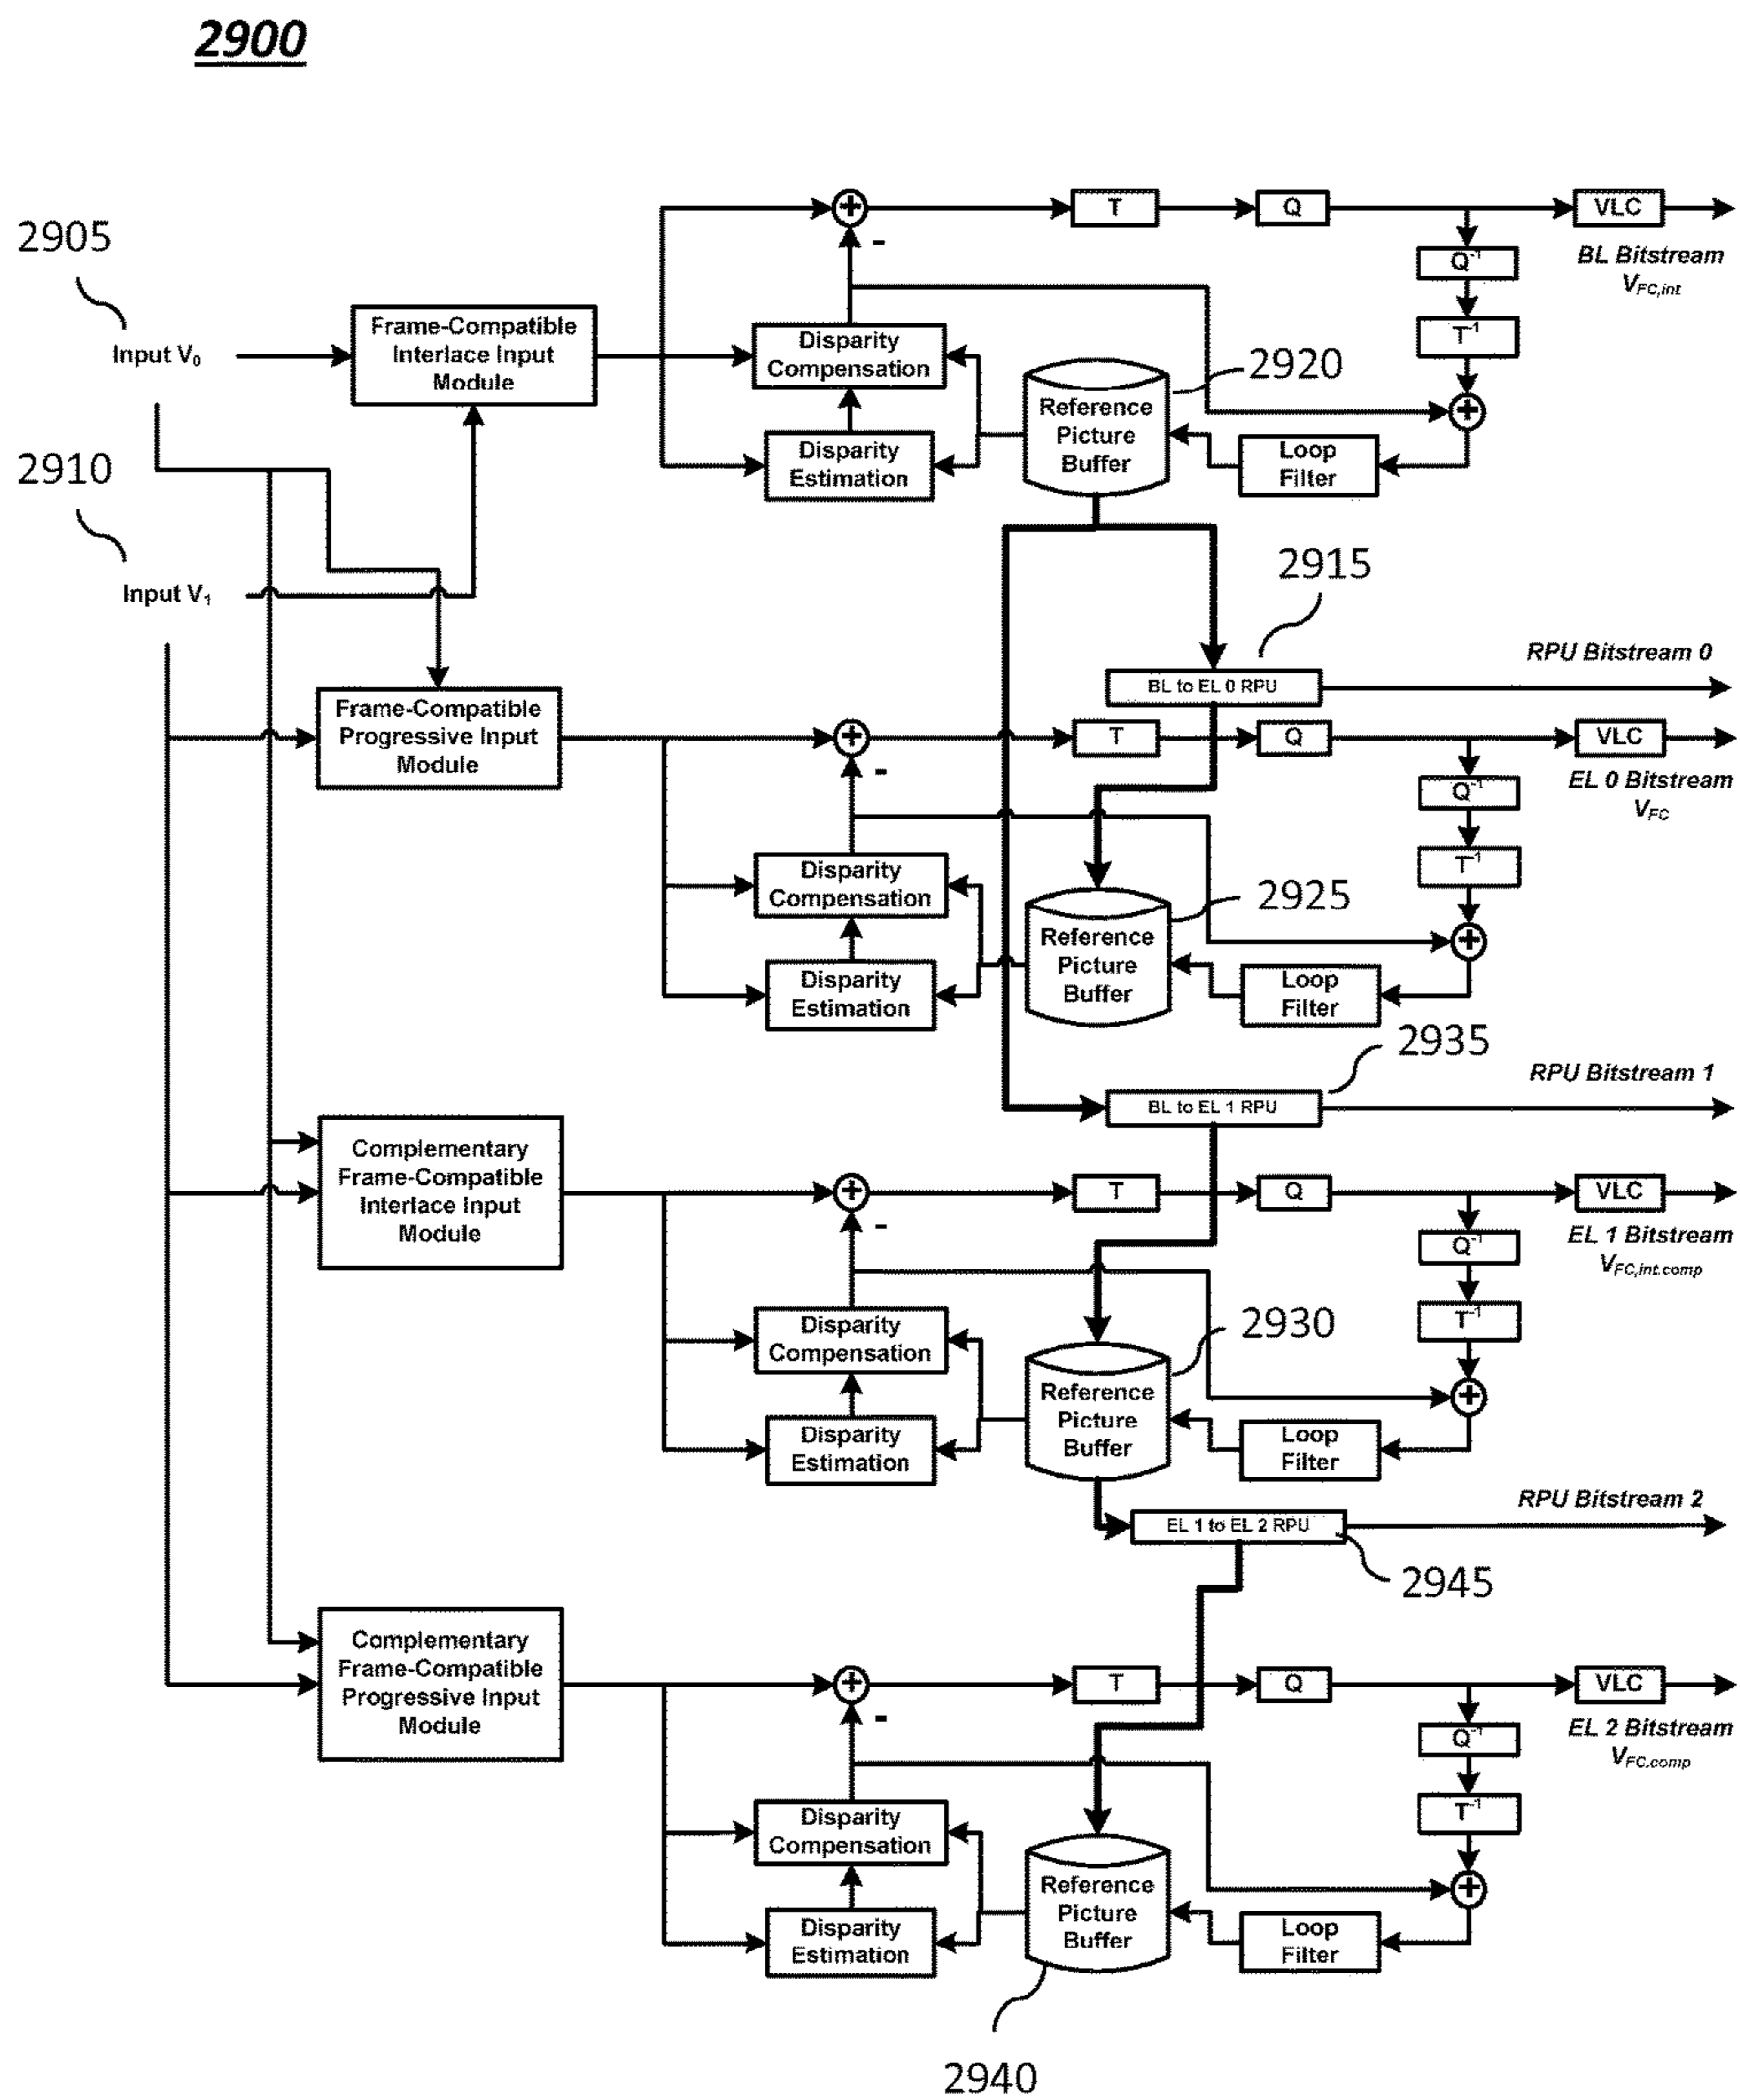 2900
2905
Input V0
2910
Input V1
Frame-Compatible
Interlace Input
Module
+
-
T
Q
VLC
BL Bitstream
VFC,int
Q-1
T-1
+
Disparity
Compensation
Disparity
Estimation
Reference
Picture
Buffer
2920
Loop
Filter
2915
BL to EL 0 RPU
RPU Bitstream 0
Frame-Compatible
Progressive Input
Module
+
-
T
Q
VLC
EL 0 Bitstream
VFC
Q-1
T-1
+
Disparity
Compensation
Disparity
Estimation
Reference
Picture
Buffer
2925
Loop
Filter
2935
BL to EL 1 RPU
RPU Bitstream 1
Complementary
Frame-Compatible
Interlace Input
Module
+
-
T
Q
VLC
EL 1 Bitstream
VFC,int.comp
Q-1
T-1
+
Disparity
Compensation
Disparity
Estimation
Reference
Picture
Buffer
2930
Loop
Filter
EL 1 to EL 2 RPU
RPU Bitstream 2
2945
Complementary
Frame-Compatible
Progressive Input
Module
+
-
T
Q
VLC
EL 2 Bitstream
VFC.comp
Q-1
T-1
+
Disparity
Compensation
Disparity
Estimation
Reference
Picture
Buffer
Loop
Filter
2940